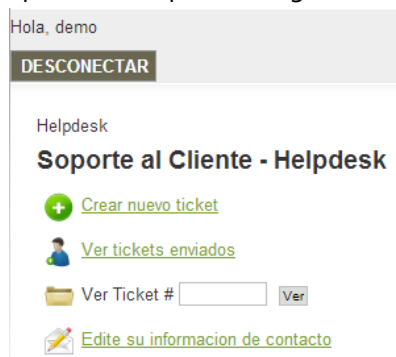 Hola, demo
DESCONECTAR
Helpdesk
Soporte al Cliente - Helpdesk
Crear nuevo ticket
Ver tickets enviados
Ver Ticket # Ver
Edite su informacion de contacto